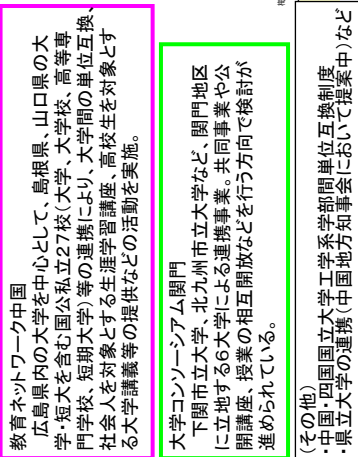 教育ネットワーク中国
広島県内の大学を中心として、島根県、山口県の大
学・短大を含む国公私立27校(大学、大学校、高等専
門学校、短期大学)等の連携により、大学間の単位互換、
社会人を対象とする生涯学習講座、高校生を対象とす
る大学講義等の提供などの活動を実施。
大学コンソーシアム関門
下関市立大学、北九州市立大学など、関門地区
に立地する6大学による連携事業。共同事業や公
開講座、授業の相互開放などを行う方向で検討が
進められている。
(その他)
・中国・四国国立大学工学系学部間単位互換制度
・県立大学の連携(中国地方知事会において提案中)など